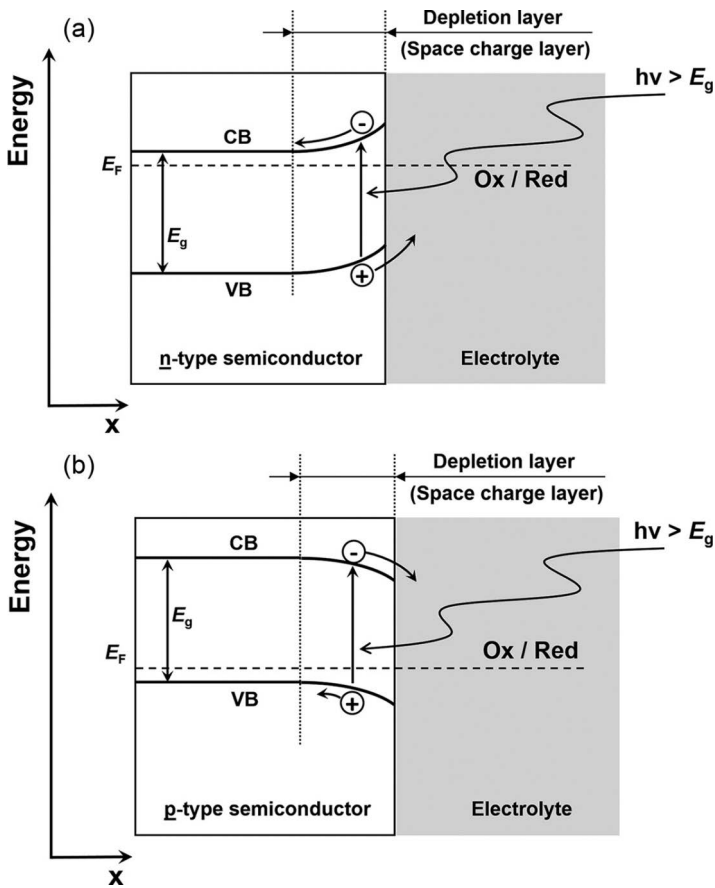 (a)
Depletion layer
(Space charge layer)
hν > Eg
Energy
CB
-
EF
Ox / Red
Eg
+
VB
n-type semiconductor
Electrolyte
x
(b)
Depletion layer
(Space charge layer)
hν > Eg
Energy
CB
-
Eg
EF
Ox / Red
VB
+
p-type semiconductor
Electrolyte
x